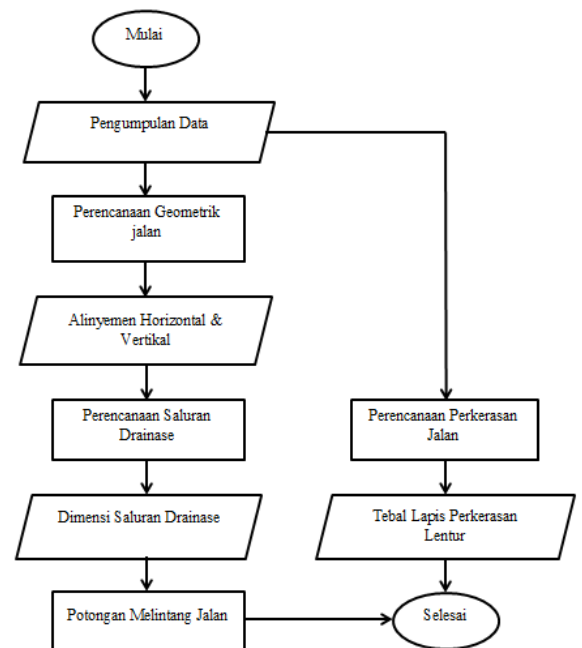 Mulai
Pengumpulan Data
Perencanaan Geometrik
jalan
Alinyemen Horizontal &
Vertikal
Perencanaan Saluran
Drainase
Perencanaan Perkerasan
Jalan
Dimensi Saluran Drainase
Tebal Lapis Perkerasan
Lentur
Potongan Melintang Jalan
Selesai